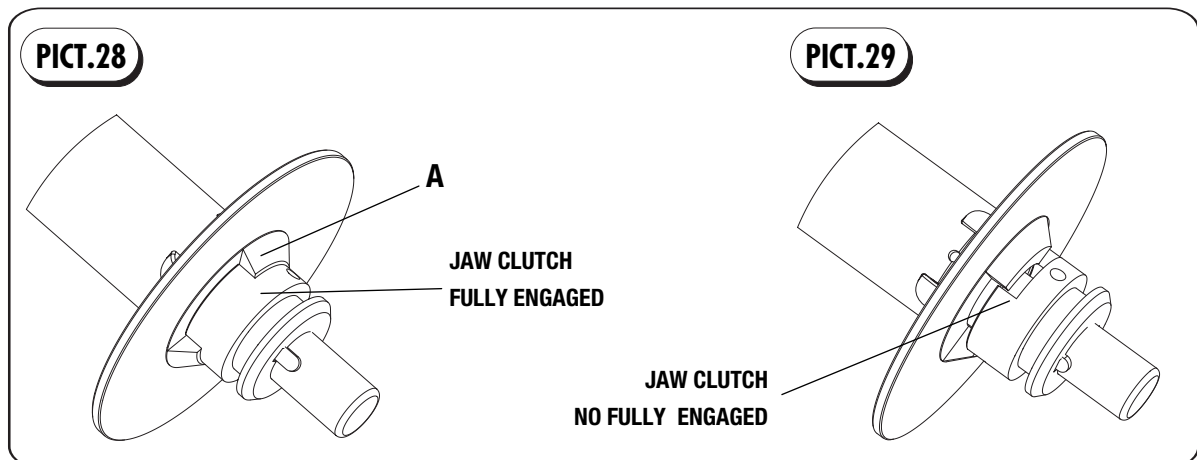 PICT.28
PICT.29
A
JAW CLUTCH
FULLY ENGAGED
JAW CLUTCH
NO FULLY ENGAGED